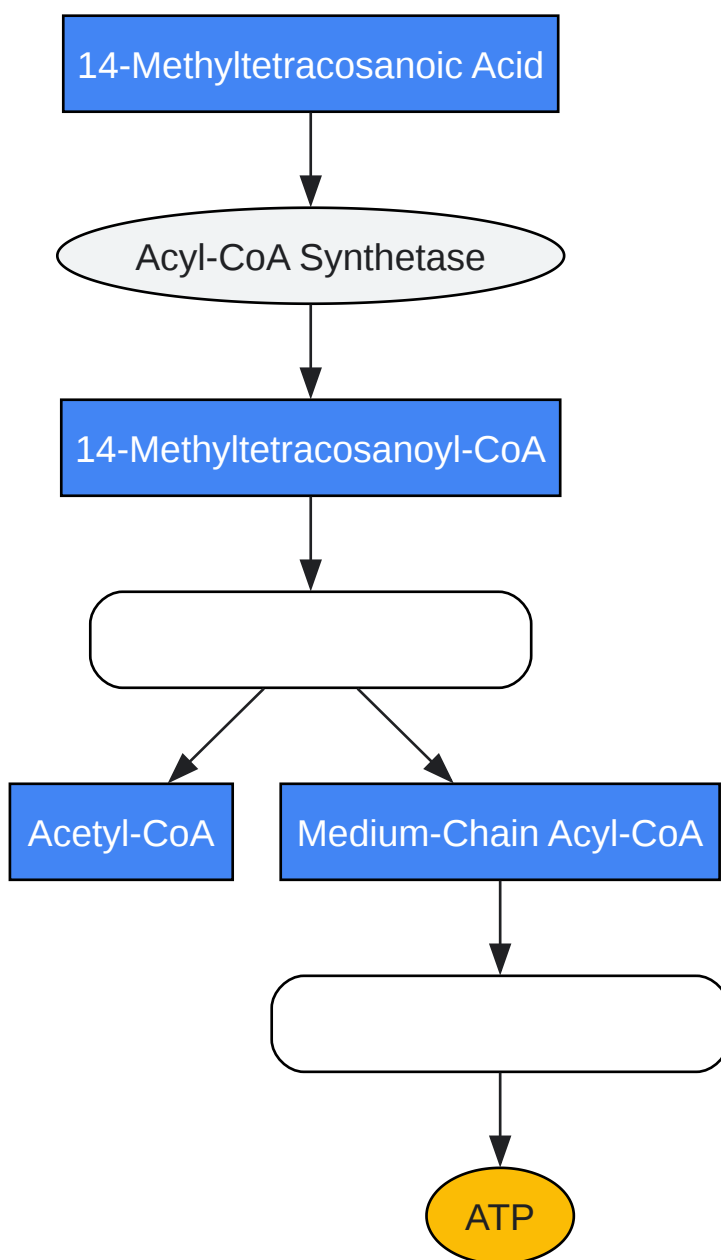 14-Methyltetracosanoic Acid
Acyl-CoA Synthetase
14-Methyltetracosanoyl-CoA
Acetyl-CoA
Medium-Chain Acyl-CoA
ATP